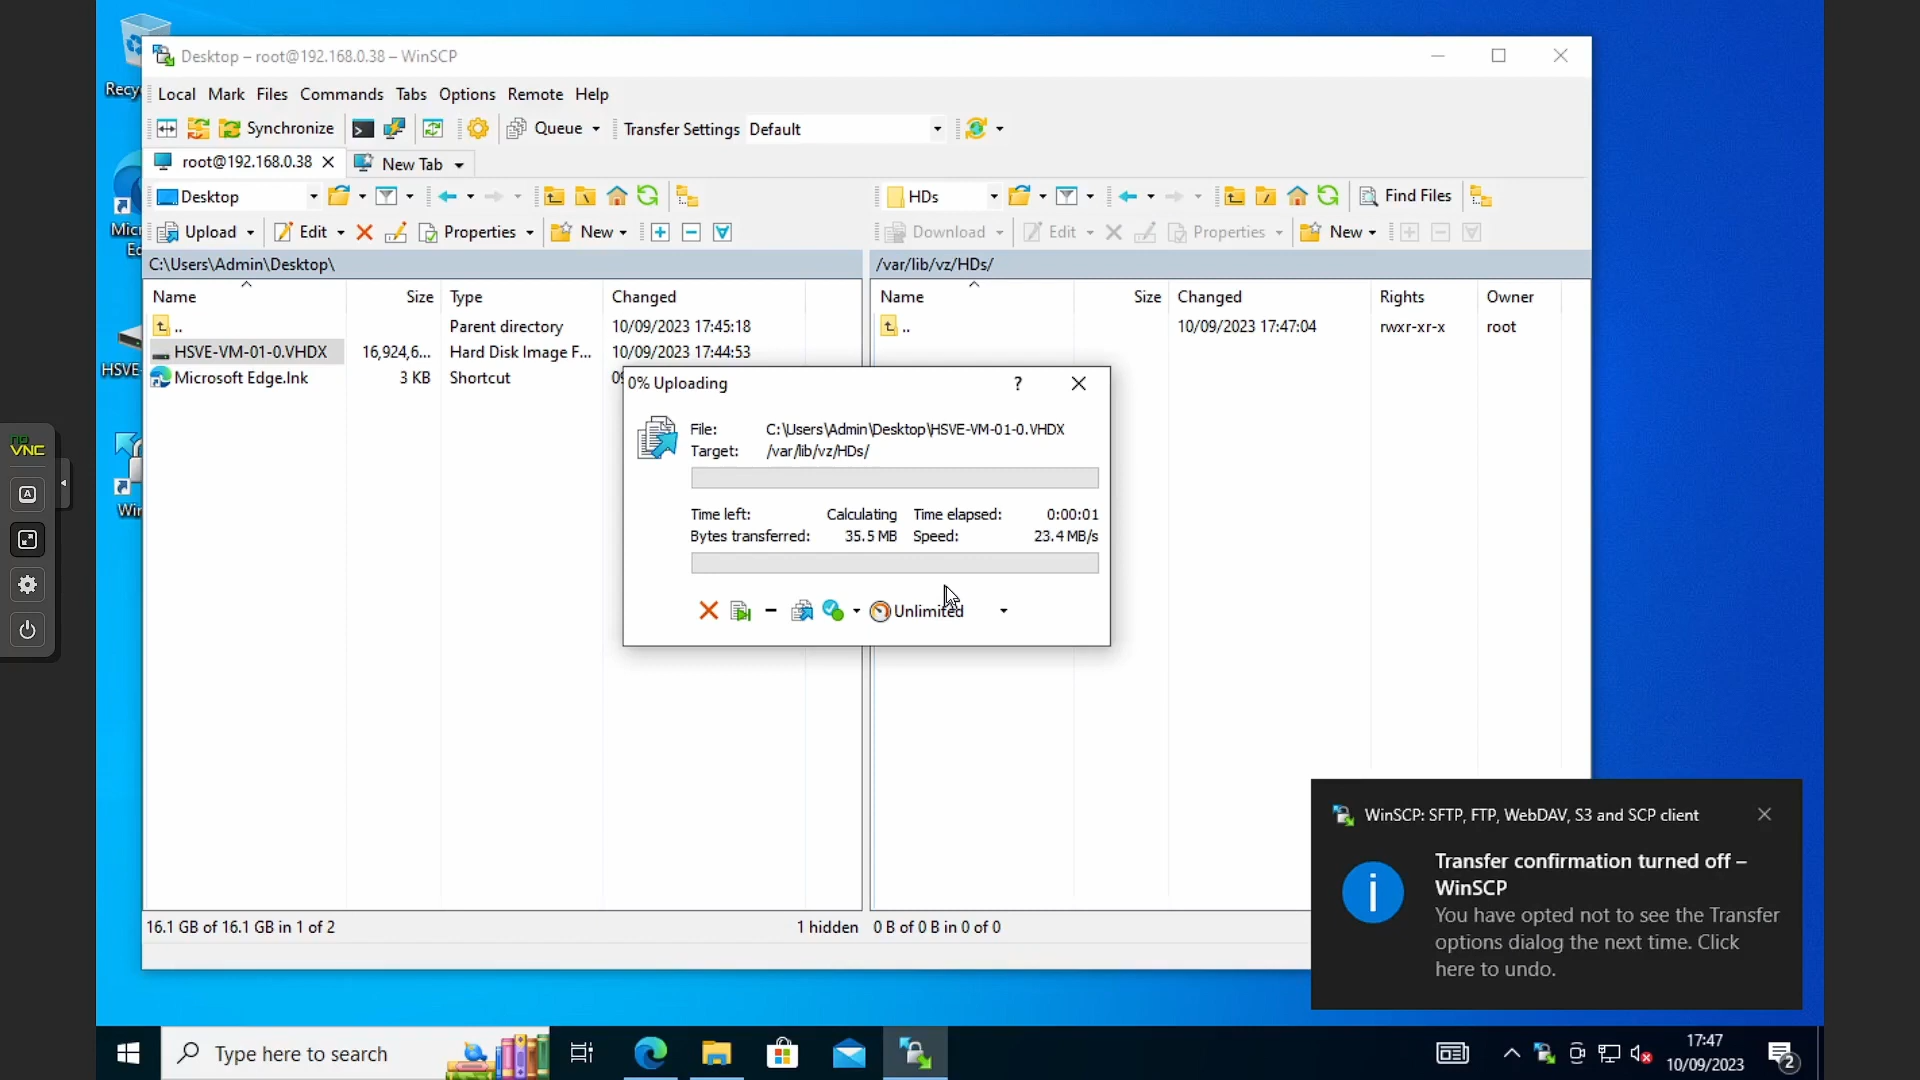 Desktop – root@192.168.0.38 – WinSCP
Local Mark Files Commands Tabs Options Remote Help
Synchronize Queue Transfer Settings Default
root@192.168.0.38 New Tab
Desktop HDs Find Files
Upload Edit Properties New Download Edit Properties New
C:\Users\Admin\Desktop\ /var/lib/vz/HDs/
Name Size Type Changed Name Size Changed Rights Owner
.. Parent directory 10/09/2023 17:45:18 .. 10/09/2023 17:47:04 rwxr-xr-x root
HSVE-VM-01-0.VHDX 16,924,6... Hard Disk Image F... 10/09/2023 17:44:53
Microsoft Edge.lnk 3 KB Shortcut 09
Recy
Mic
Ed
HSVE-
Win
noVNC
A
0% Uploading ?
File: C:\Users\Admin\Desktop\HSVE-VM-01-0.VHDX
Target: /var/lib/vz/HDs/
Time left: Calculating Time elapsed: 0:00:01
Bytes transferred: 35.5 MB Speed: 23.4 MB/s
Unlimited
WinSCP: SFTP, FTP, WebDAV, S3 and SCP client
Transfer confirmation turned off –
WinSCP
You have opted not to see the Transfer
options dialog the next time. Click
here to undo.
16.1 GB of 16.1 GB in 1 of 2 1 hidden 0 B of 0 B in 0 of 0
Type here to search
17:47
10/09/2023
2